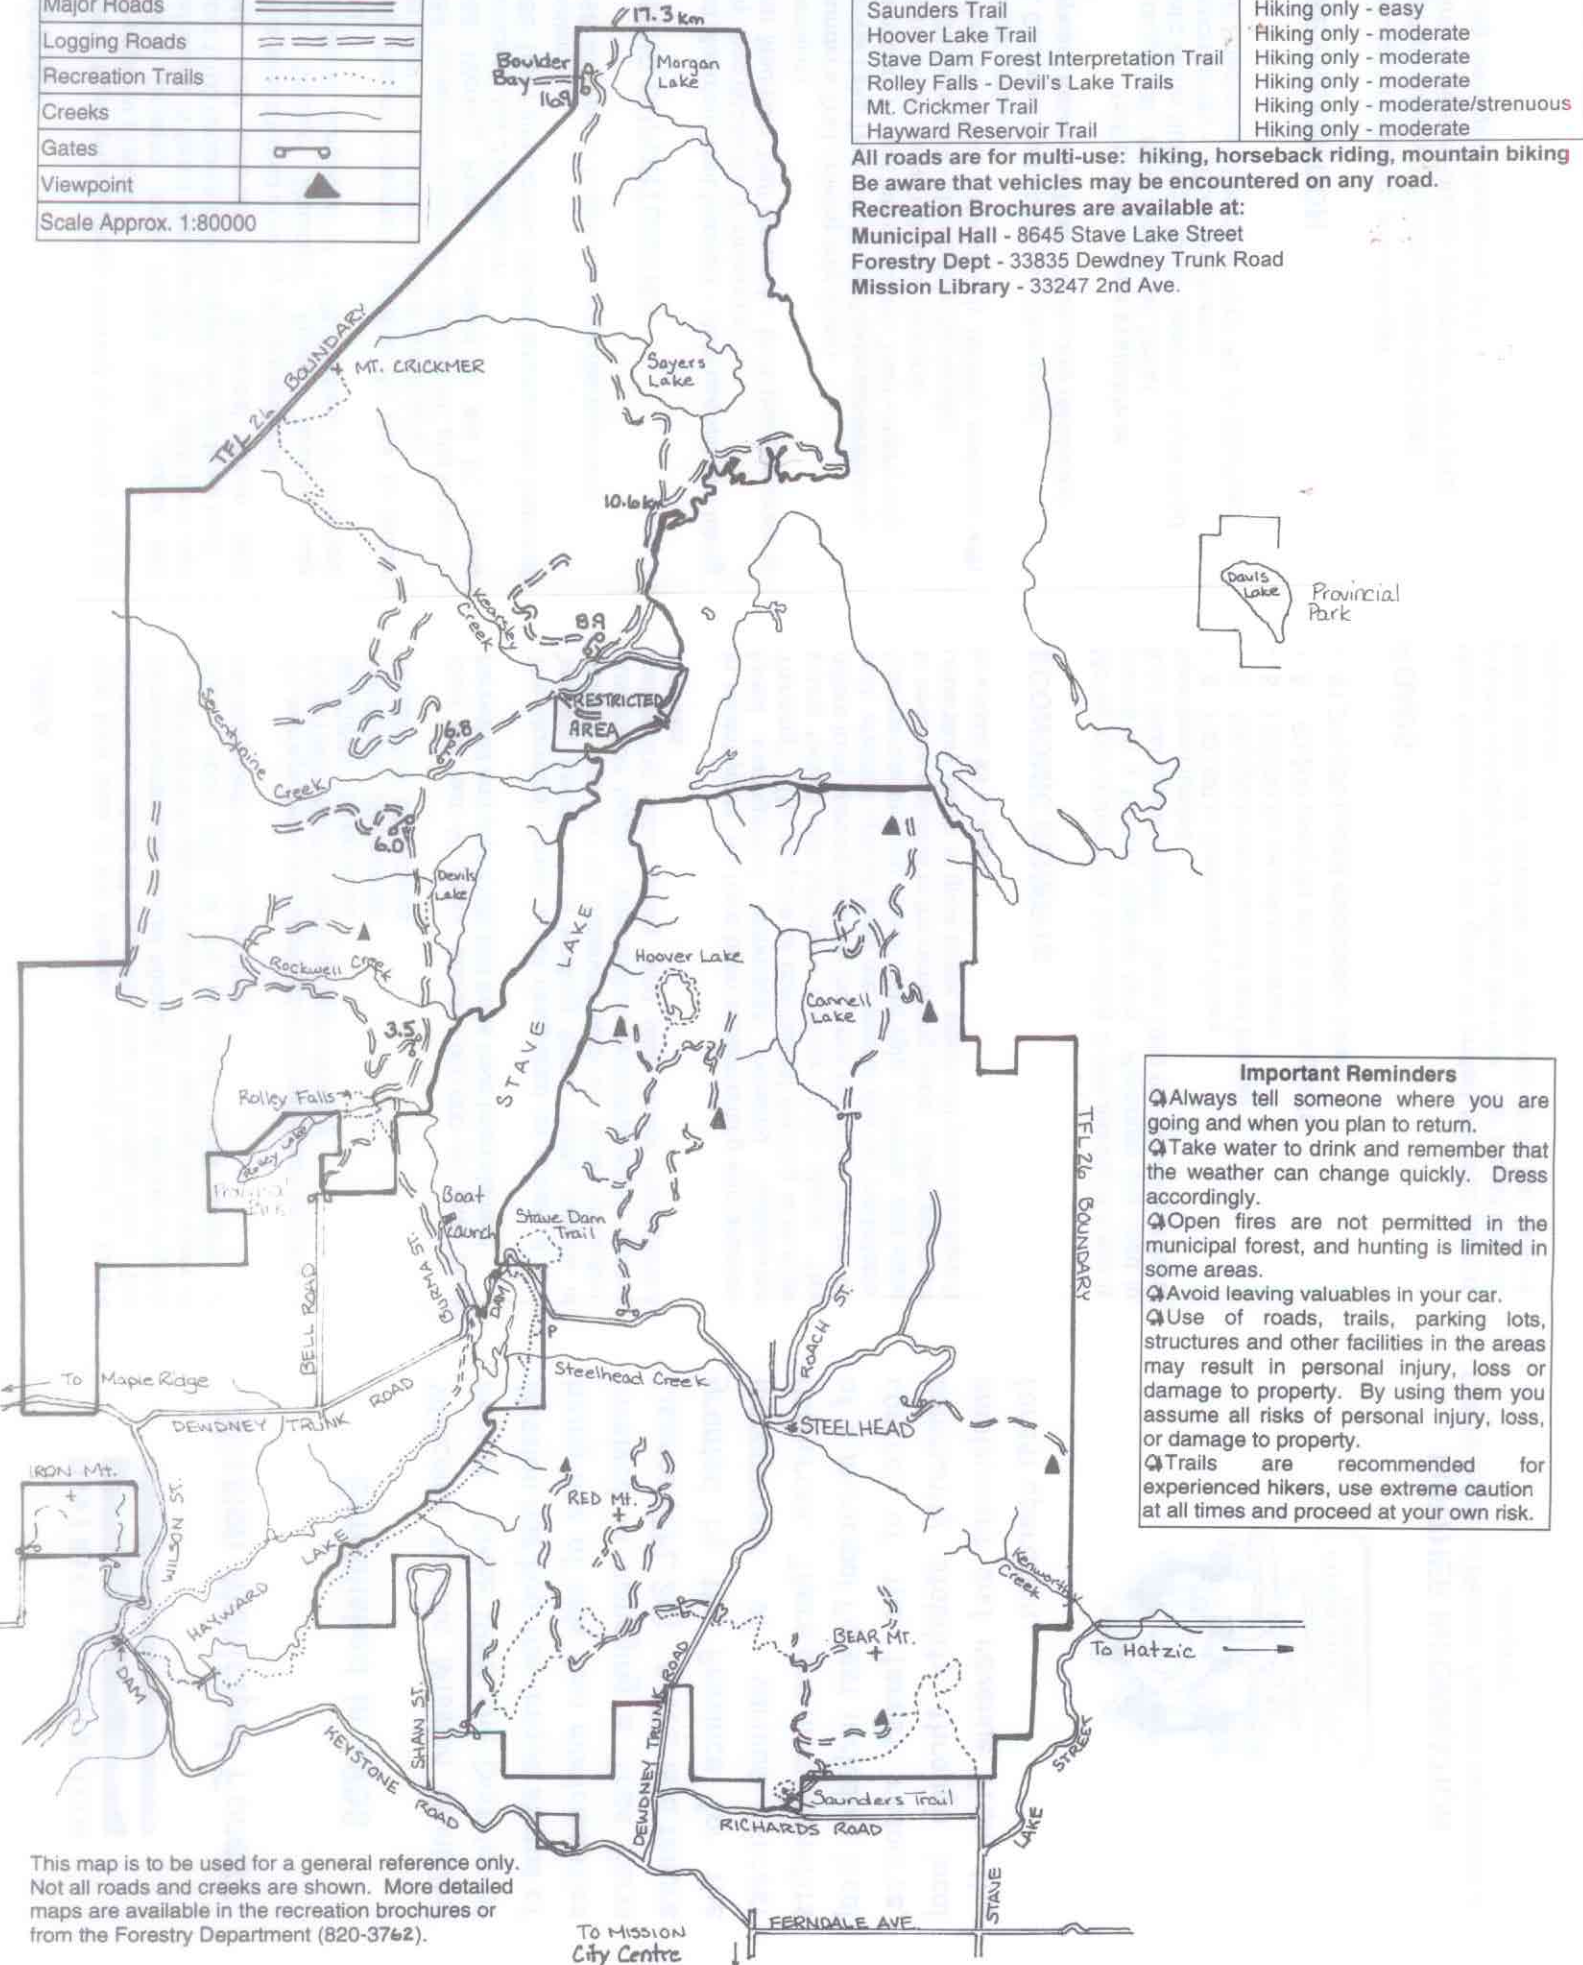 Major Roads
Logging Roads
Recreation Trails
Creeks
Gates
Viewpoint
Scale Approx. 1:80000
Saunders Trail Hiking only - easy
Hoover Lake Trail Hiking only - moderate
Stave Dam Forest Interpretation Trail Hiking only - moderate
Rolley Falls - Devil's Lake Trails Hiking only - moderate
Mt. Crickmer Trail Hiking only - moderate/strenuous
Hayward Reservoir Trail Hiking only - moderate
All roads are for multi-use: hiking, horseback riding, mountain biking
Be aware that vehicles may be encountered on any road.
Recreation Brochures are available at:
Municipal Hall - 8645 Stave Lake Street
Forestry Dept - 33835 Dewdney Trunk Road
Mission Library - 33247 2nd Ave.
17.3 km
Boulder
Bay
16.9
Morgan
Lake
TFL 26 BOUNDARY
MT. CRICKMER
Sayers
Lake
10.6 km
Kearsley
Creek
8.9
Davis
Lake
Provincial
Park
RESTRICTED
AREA
6.8
Seventynine
Creek
6.0
Devils
Lake
STAVE LAKE
Hoover Lake
Rockwell Creek
Cannell
Lake
3.5
Rolley Falls
Rolley Lake
Provincial
Park
Boat
Launch
Stave Dam
Trail
BURMA ST.
DAM
BELL ROAD
P
ROACH ST.
TFL 26 BOUNDARY
Steelhead Creek
To Maple Ridge
DEWDNEY TRUNK ROAD
STEELHEAD
IRON Mt.
WILSON ST.
RED Mt.
HAYWARD LAKE
Kenworthy
Creek
BEAR MT.
To Hatzic
DAM
SHAW ST.
KEYSTONE ROAD
DEWDNEY TRUNK ROAD
Saunders Trail
RICHARDS ROAD
STAVE LAKE STREET
FERNDALE AVE.
To MISSION
City Centre
Important Reminders
Always tell someone where you are
going and when you plan to return.
Take water to drink and remember that
the weather can change quickly. Dress
accordingly.
Open fires are not permitted in the
municipal forest, and hunting is limited in
some areas.
Avoid leaving valuables in your car.
Use of roads, trails, parking lots,
structures and other facilities in the areas
may result in personal injury, loss or
damage to property. By using them you
assume all risks of personal injury, loss,
or damage to property.
Trails are recommended for
experienced hikers, use extreme caution
at all times and proceed at your own risk.
This map is to be used for a general reference only.
Not all roads and creeks are shown. More detailed
maps are available in the recreation brochures or
from the Forestry Department (820-3762).